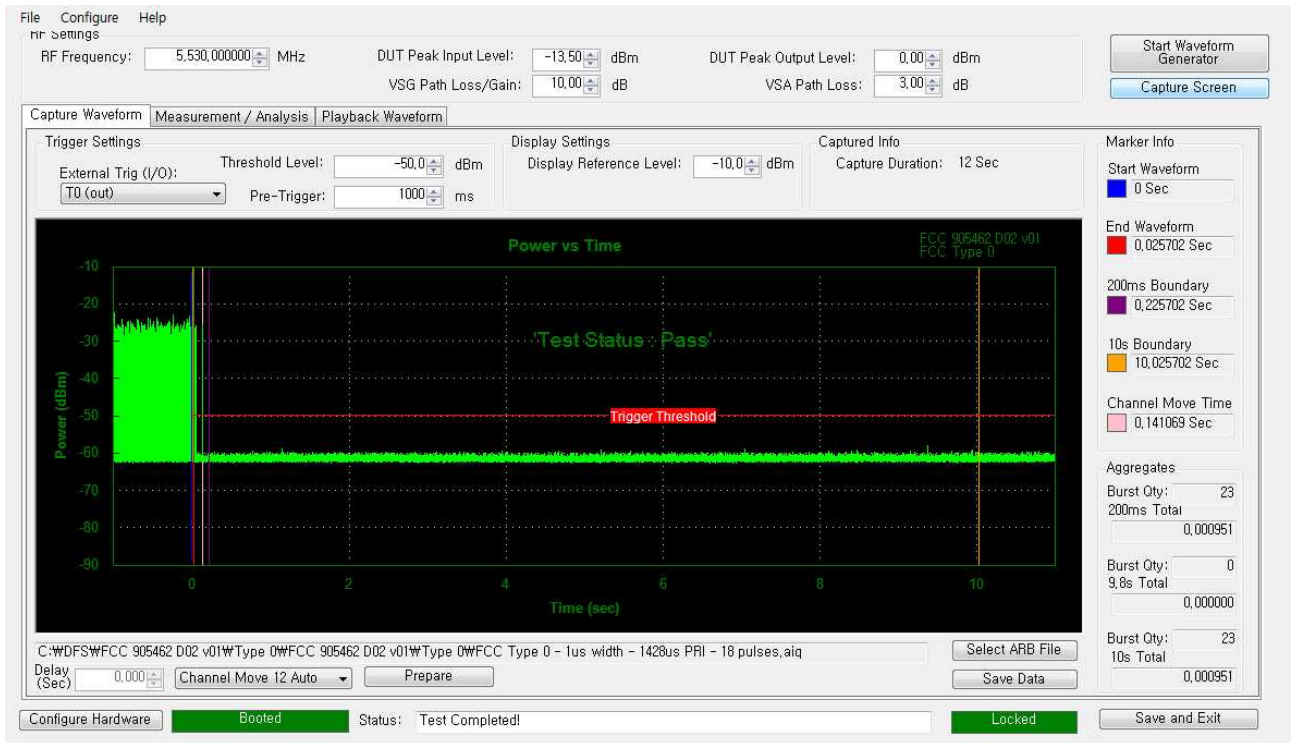 File Configure Help
RF Settings
RF Frequency: 5,530,000000 MHz
DUT Peak Input Level: -13,50 dBm
DUT Peak Output Level: 0,00 dBm
VSG Path Loss/Gain: 10,00 dB
VSA Path Loss: 3,00 dB
Start Waveform
Generator
Capture Screen
Capture Waveform Measurement / Analysis Playback Waveform
Trigger Settings
External Trig (I/O):
T0 (out)
Threshold Level: -50,0 dBm
Pre-Trigger: 1000 ms
Display Settings
Display Reference Level: -10,0 dBm
Captured Info
Capture Duration: 12 Sec
Power vs Time
FCC 905462 D02 v01
FCC Type 0
'Test Status : Pass'
Trigger Threshold
Power (dBm)
-10
-20
-30
-40
-50
-60
-70
-80
-90
0 2 4 6 8 10
Time (sec)
Marker Info
Start Waveform
0 Sec
End Waveform
0,025702 Sec
200ms Boundary
0,225702 Sec
10s Boundary
10,025702 Sec
Channel Move Time
0,141069 Sec
Aggregates
Burst Qty: 23
200ms Total
0,000951
Burst Qty: 0
9,8s Total
0,000000
Burst Qty: 23
10s Total
0,000951
C:₩DFS₩FCC 905462 D02 v01₩Type 0₩FCC 905462 D02 v01₩Type 0₩FCC Type 0 - 1us width - 1428us PRI - 18 pulses,aiq
Select ARB File
Delay
(Sec) 0,000 Channel Move 12 Auto Prepare
Save Data
Configure Hardware Booted Status: Test Completed! Locked Save and Exit